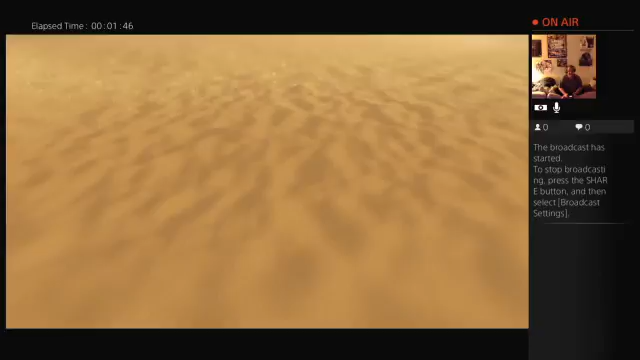 Elapsed Time : 00:01:46
ON AIR
0
0
The broadcast has
started.
To stop broadcasti
ng, press the SHAR
E button, and then
select [Broadcast
Settings].